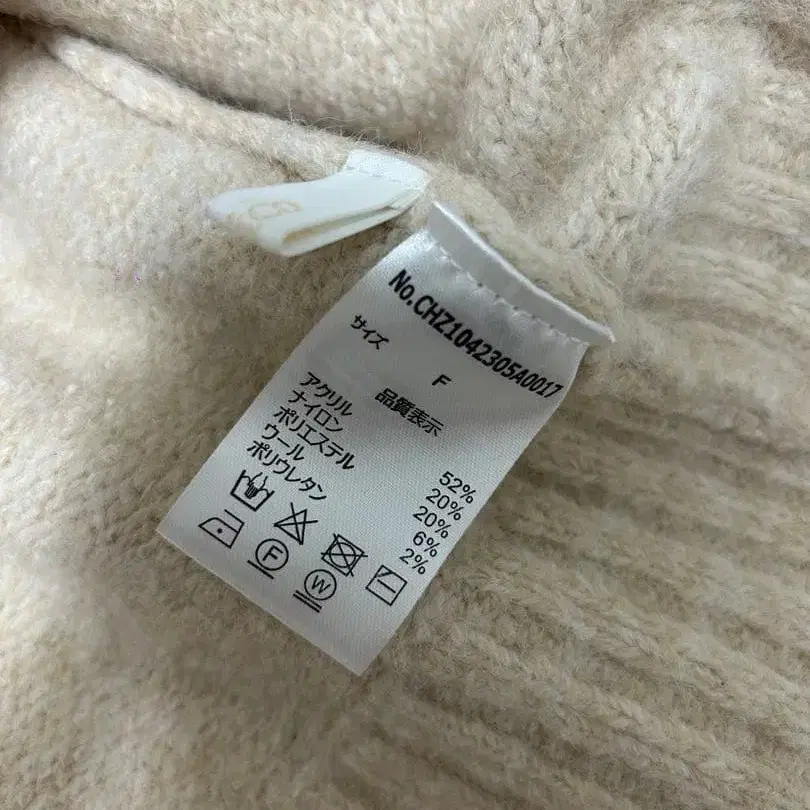 No.CHZ1042305A0017
サイズ F
品質表示
アクリル 52%
ナイロン 20%
ポリエステル 20%
ウール 6%
ポリウレタン 2%
F
W